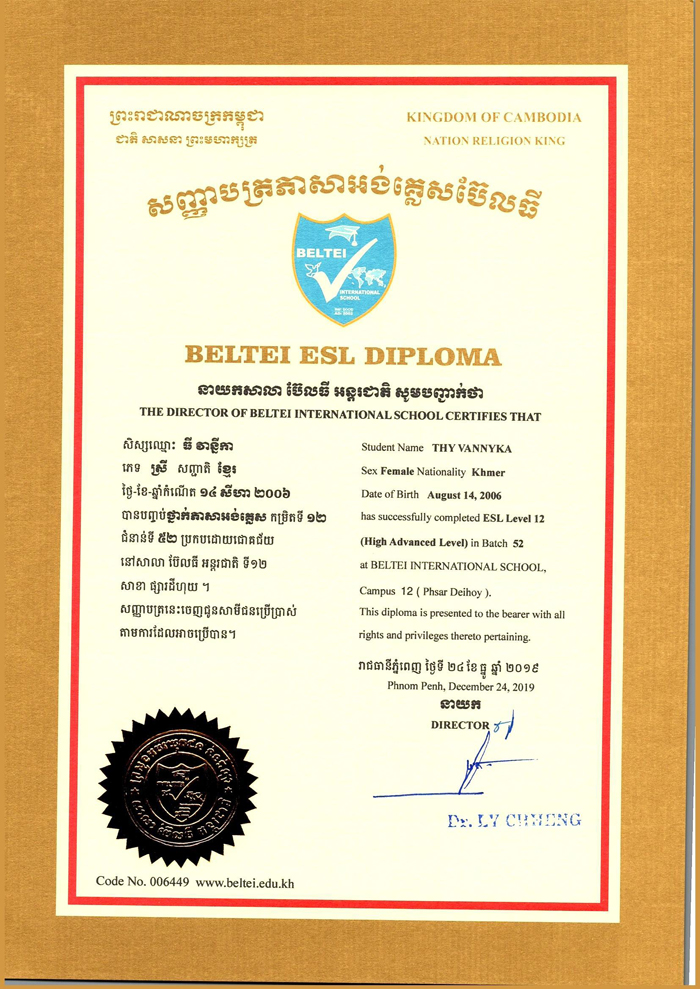 ព្រះរាជាណាចក្រកម្ពុជា
ជាតិ សាសនា ព្រះមហាក្សត្រ
KINGDOM OF CAMBODIA
NATION RELIGION KING
សញ្ញាបត្រភាសាអង់គ្លេសប៊ែលធី
BELTEI
INTERNATIONAL
SCHOOL
BELTEI ESL DIPLOMA
នាយកសាលា ប៊ែលធី អន្តរជាតិ សូមបញ្ជាក់ថា
THE DIRECTOR OF BELTEI INTERNATIONAL SCHOOL CERTIFIES THAT
សិស្សឈ្មោះ ធី វ៉ាន្នីកា
ភេទ ស្រី សញ្ជាតិ ខ្មែរ
ថ្ងៃ-ខែ-ឆ្នាំកំណើត ១៤ សីហា ២០០៦
បានបញ្ចប់ថ្នាក់ភាសាអង់គ្លេស កម្រិតទី ១២
ជំនាន់ទី ៥២ ប្រកបដោយជោគជ័យ
នៅសាលា ប៊ែលធី អន្តរជាតិ ទី១២
សាខា ផ្សារដីហុយ ។
សញ្ញាបត្រនេះចេញជូនសាមីជនប្រើប្រាស់
តាមការដែលអាចប្រើបាន។
Student Name THY VANNYKA
Sex Female Nationality Khmer
Date of Birth August 14, 2006
has successfully completed ESL Level 12
(High Advanced Level) in Batch 52
at BELTEI INTERNATIONAL SCHOOL,
Campus 12 ( Phsar Deihoy ).
This diploma is presented to the bearer with all
rights and privileges thereto pertaining.
រាជធានីភ្នំពេញ ថ្ងៃទី ២៤ ខែ ធ្នូ ឆ្នាំ ២០១៩
Phnom Penh, December 24, 2019
នាយក
DIRECTOR
Dr. LY CHHENG
Code No. 006449 www.beltei.edu.kh